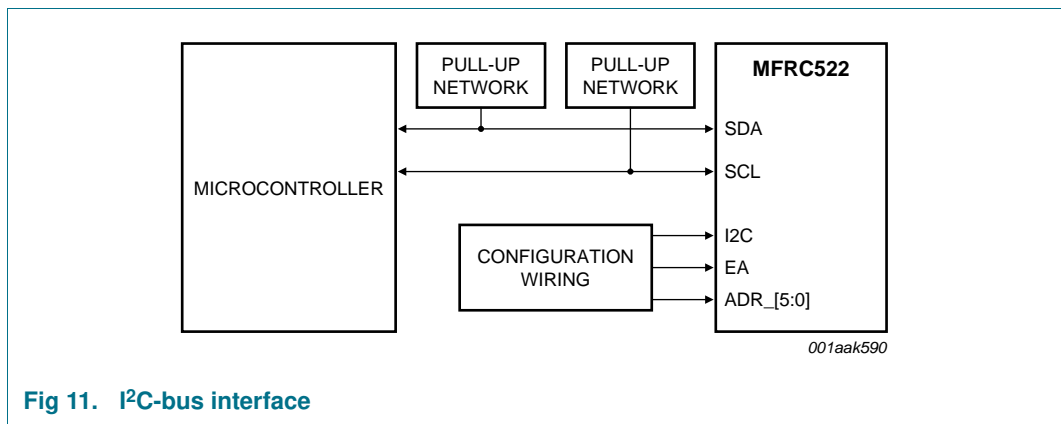 PULL-UP
NETWORK
PULL-UP
NETWORK
MFRC522
SDA
SCL
MICROCONTROLLER
I2C
CONFIGURATION
WIRING
EA
ADR_[5:0]
001aak590
Fig 11. I²C-bus interface